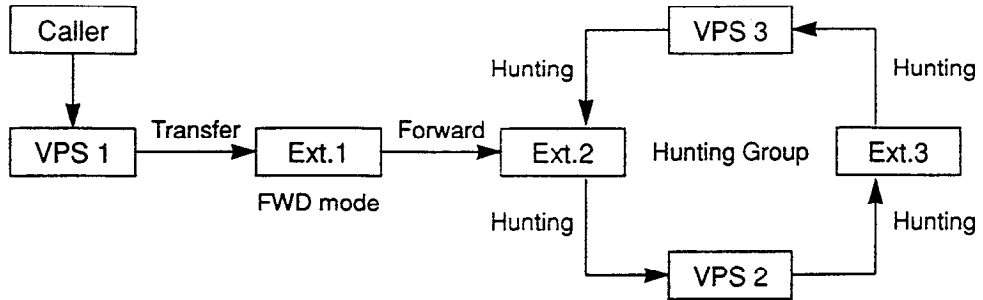 Caller
VPS 3
Hunting
Hunting
Transfer
Forward
VPS 1
Ext.1
Ext.2
Hunting Group
Ext.3
FWD mode
Hunting
Hunting
VPS 2